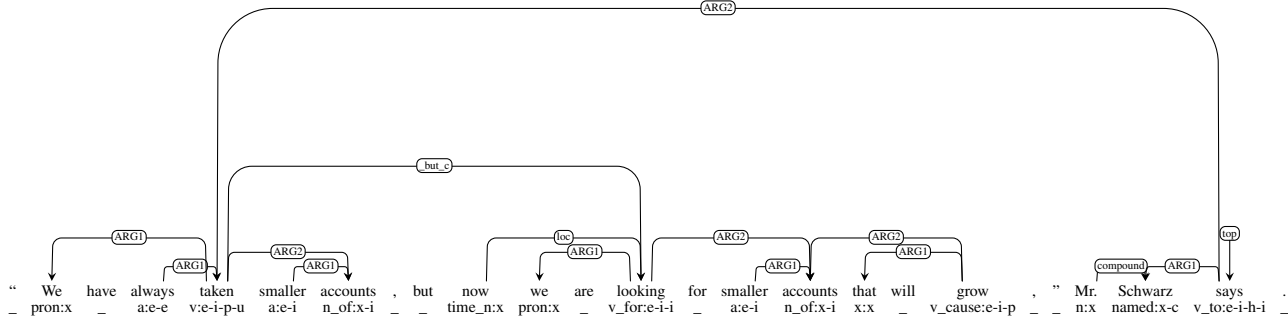 ARG2
_but_c
ARG1 loc top
ARG1 ARG2 ARG1 ARG1 ARG2 ARG1 ARG2 ARG1 compound ARG1
“ We have always taken smaller accounts , but now we are looking for smaller accounts that will grow , ” Mr. Schwarz says .
_ pron:x _ a:e-e v:e-i-p-u a:e-i n_of:x-i _ _ time_n:x pron:x _ v_for:e-i-i _ a:e-i n_of:x-i x:x _ v_cause:e-i-p _ _ n:x named:x-c v_to:e-i-h-i _